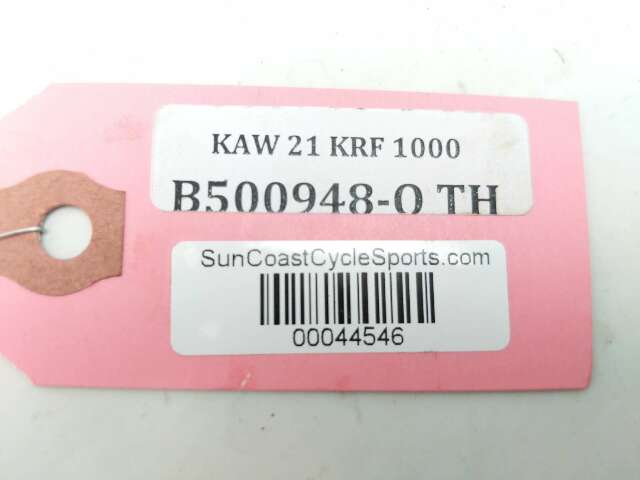 KAW 21 KRF 1000
B500948-O TH
SunCoastCycleSports.com
00044546